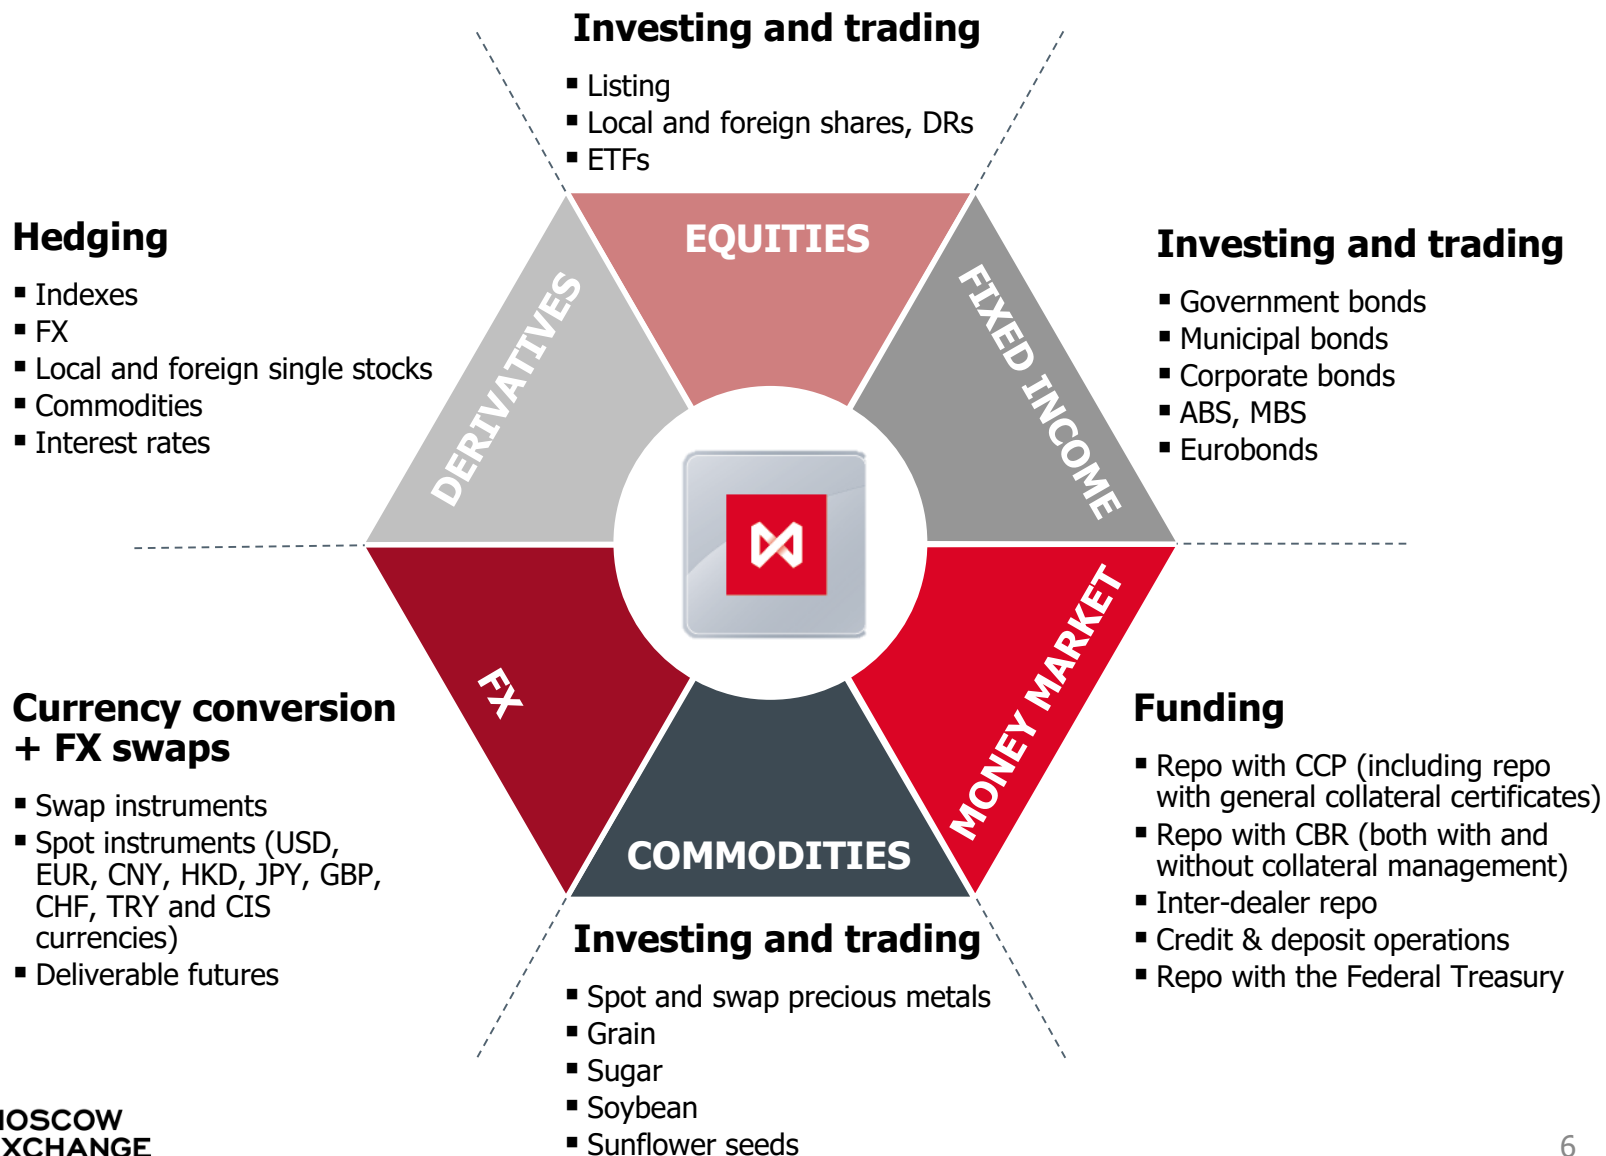 Investing and trading
▪ Listing
▪ Local and foreign shares, DRs
▪ ETFs
EQUITIES
Hedging
▪ Indexes
▪ FX
▪ Local and foreign single stocks
▪ Commodities
▪ Interest rates
DERIVATIVES
FIXED INCOME
Investing and trading
▪ Government bonds
▪ Municipal bonds
▪ Corporate bonds
▪ ABS, MBS
▪ Eurobonds
FX
Currency conversion
+ FX swaps
▪ Swap instruments
▪ Spot instruments (USD,
EUR, CNY, HKD, JPY, GBP,
CHF, TRY and CIS
currencies)
▪ Deliverable futures
MONEY MARKET
Funding
▪ Repo with CCP (including repo
with general collateral certificates)
▪ Repo with CBR (both with and
without collateral management)
▪ Inter-dealer repo
▪ Credit & deposit operations
▪ Repo with the Federal Treasury
COMMODITIES
Investing and trading
▪ Spot and swap precious metals
▪ Grain
▪ Sugar
▪ Soybean
▪ Sunflower seeds
MOSCOW
EXCHANGE
6